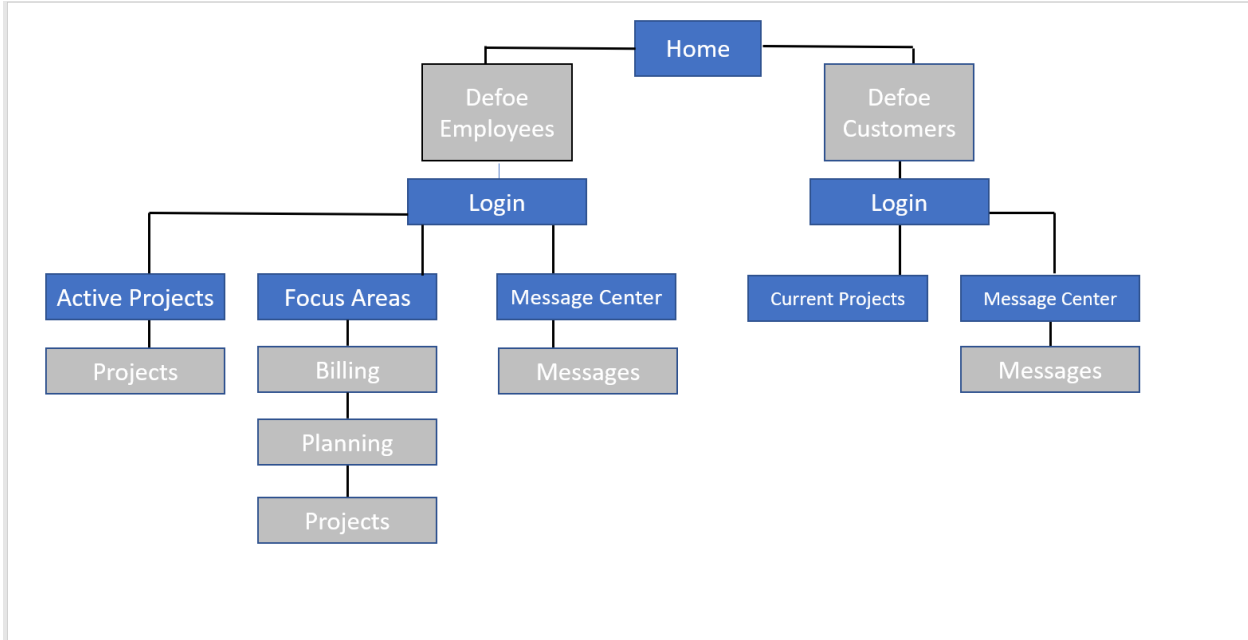 Home
Defoe
Employees
Defoe
Customers
Login
Login
Active Projects
Focus Areas
Message Center
Current Projects
Message Center
Projects
Billing
Messages
Messages
Planning
Projects